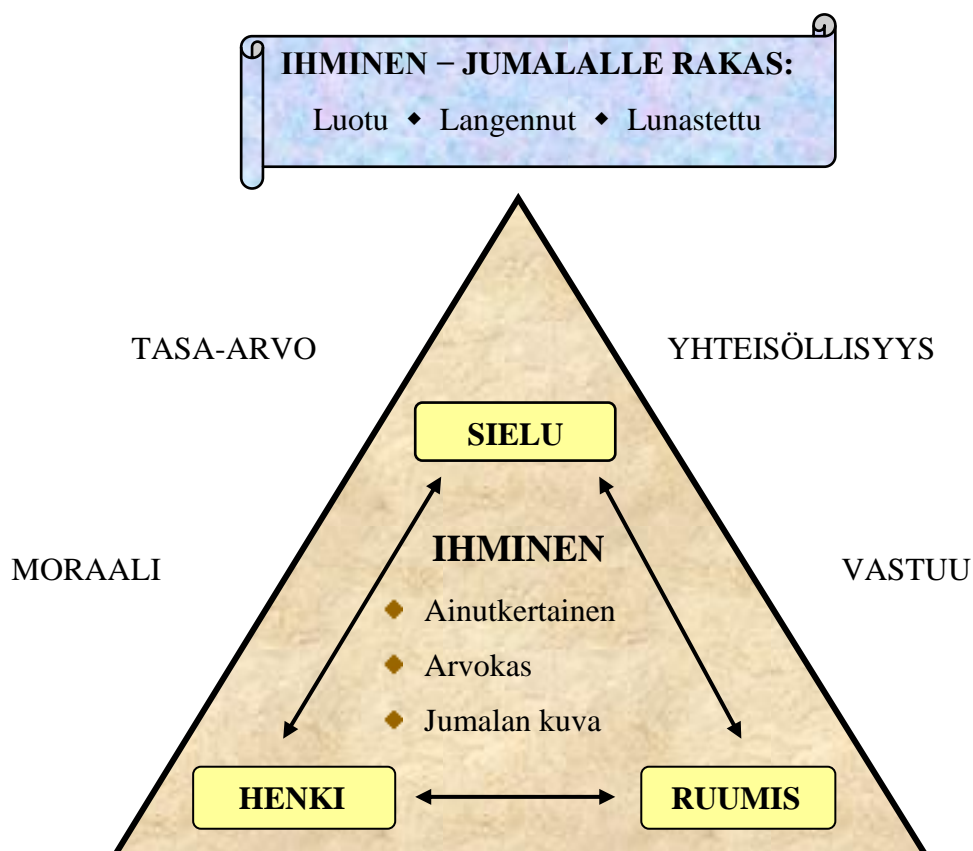 IHMINEN – JUMALALLE RAKAS:
Luotu ◆ Langennut ◆ Lunastettu
TASA-ARVO
YHTEISÖLLISYYS
SIELU
IHMINEN
MORAALI
VASTUU
◆ Ainutkertainen
◆ Arvokas
◆ Jumalan kuva
HENKI
RUUMIS